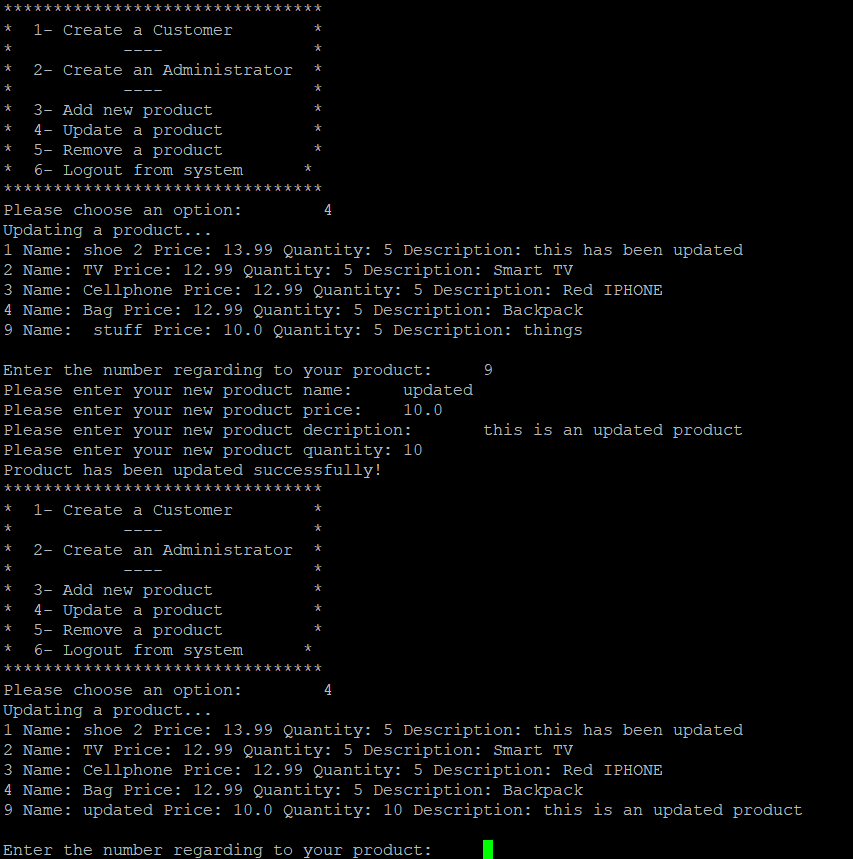 ********************************
*  1- Create a Customer        *
*           ----               *
*  2- Create an Administrator  *
*           ----               *
*  3- Add new product          *
*  4- Update a product         *
*  5- Remove a product         *
*  6- Logout from system      *
********************************
Please choose an option:        4
Updating a product...
1 Name: shoe 2 Price: 13.99 Quantity: 5 Description: this has been updated
2 Name: TV Price: 12.99 Quantity: 5 Description: Smart TV
3 Name: Cellphone Price: 12.99 Quantity: 5 Description: Red IPHONE
4 Name: Bag Price: 12.99 Quantity: 5 Description: Backpack
9 Name:  stuff Price: 10.0 Quantity: 5 Description: things

Enter the number regarding to your product:     9
Please enter your new product name:     updated
Please enter your new product price:    10.0
Please enter your new product decription:       this is an updated product
Please enter your new product quantity: 10
Product has been updated successfully!
********************************
*  1- Create a Customer        *
*           ----               *
*  2- Create an Administrator  *
*           ----               *
*  3- Add new product          *
*  4- Update a product         *
*  5- Remove a product         *
*  6- Logout from system      *
********************************
Please choose an option:        4
Updating a product...
1 Name: shoe 2 Price: 13.99 Quantity: 5 Description: this has been updated
2 Name: TV Price: 12.99 Quantity: 5 Description: Smart TV
3 Name: Cellphone Price: 12.99 Quantity: 5 Description: Red IPHONE
4 Name: Bag Price: 12.99 Quantity: 5 Description: Backpack
9 Name: updated Price: 10.0 Quantity: 10 Description: this is an updated product

Enter the number regarding to your product: